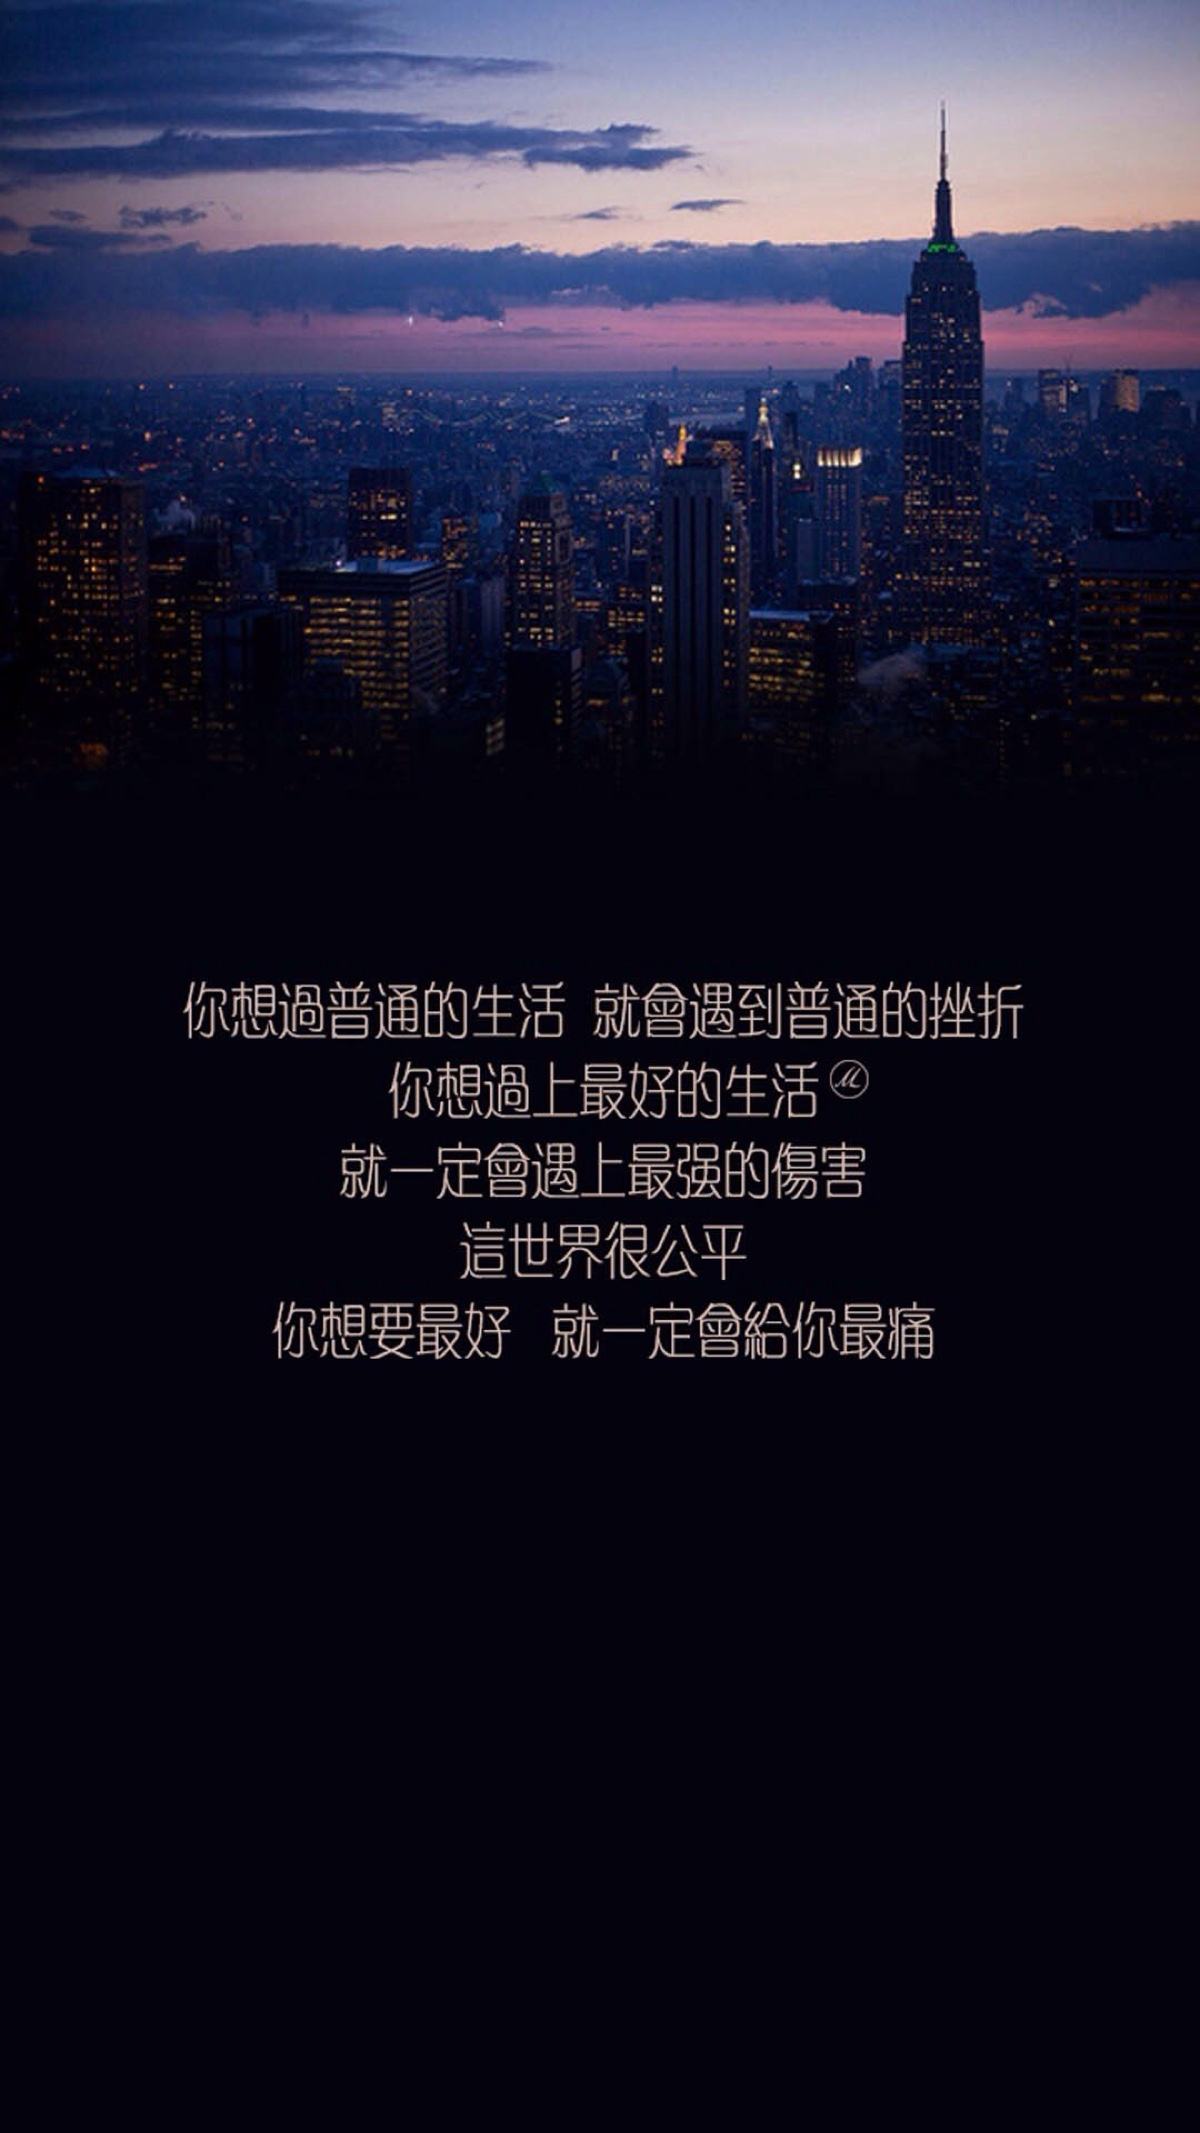 你想過普通的生活 就會遇到普通的挫折
你想過上最好的生活 M
就一定會遇上最强的傷害
這世界很公平
你想要最好 就一定會給你最痛